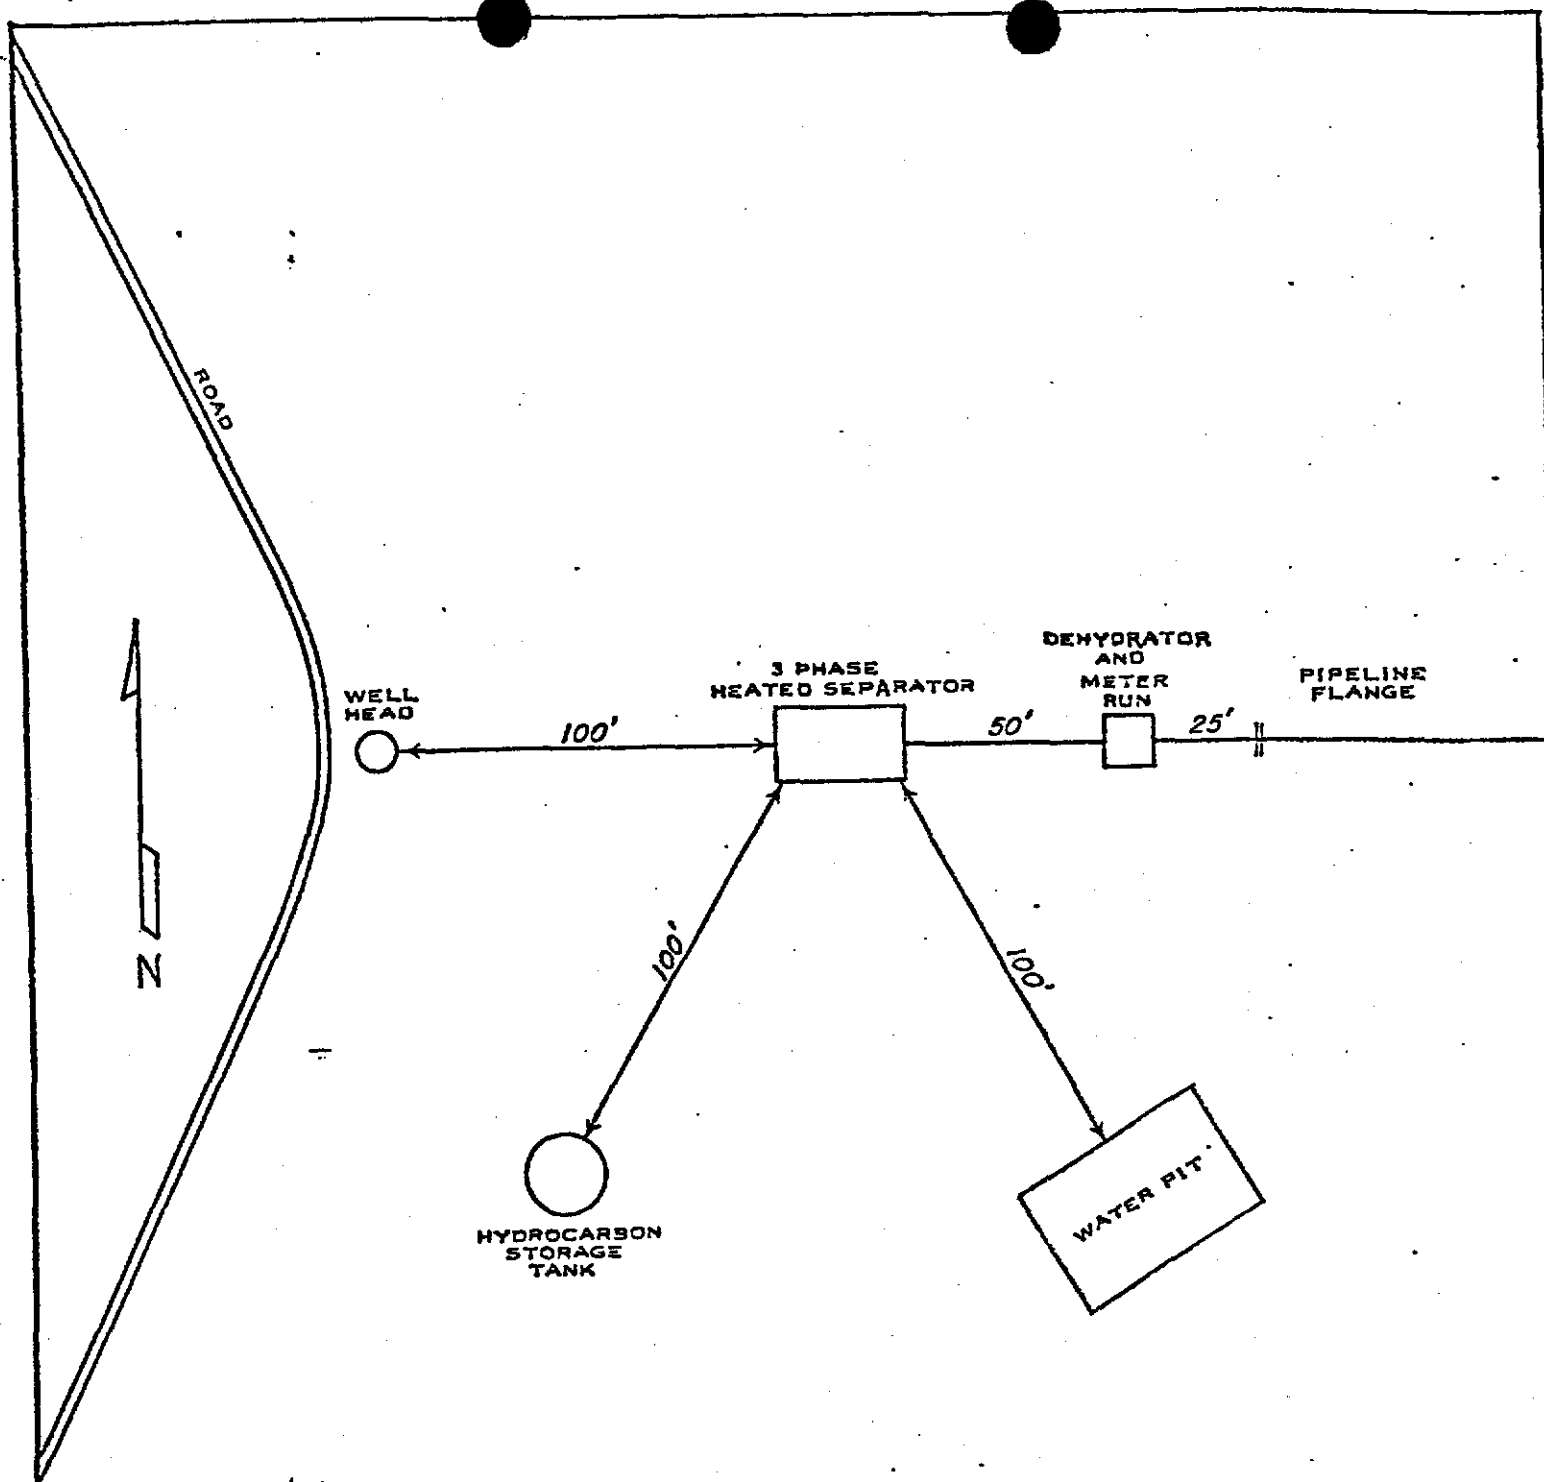 ROAD
DEHYDRATOR
AND
METER
RUN
3 PHASE
HEATED SEPARATOR
PIPELINE
FLANGE
WELL
HEAD
100'
50'
25'
100'
100'
N
WATER PIT
HYDROCARBON
STORAGE
TANK